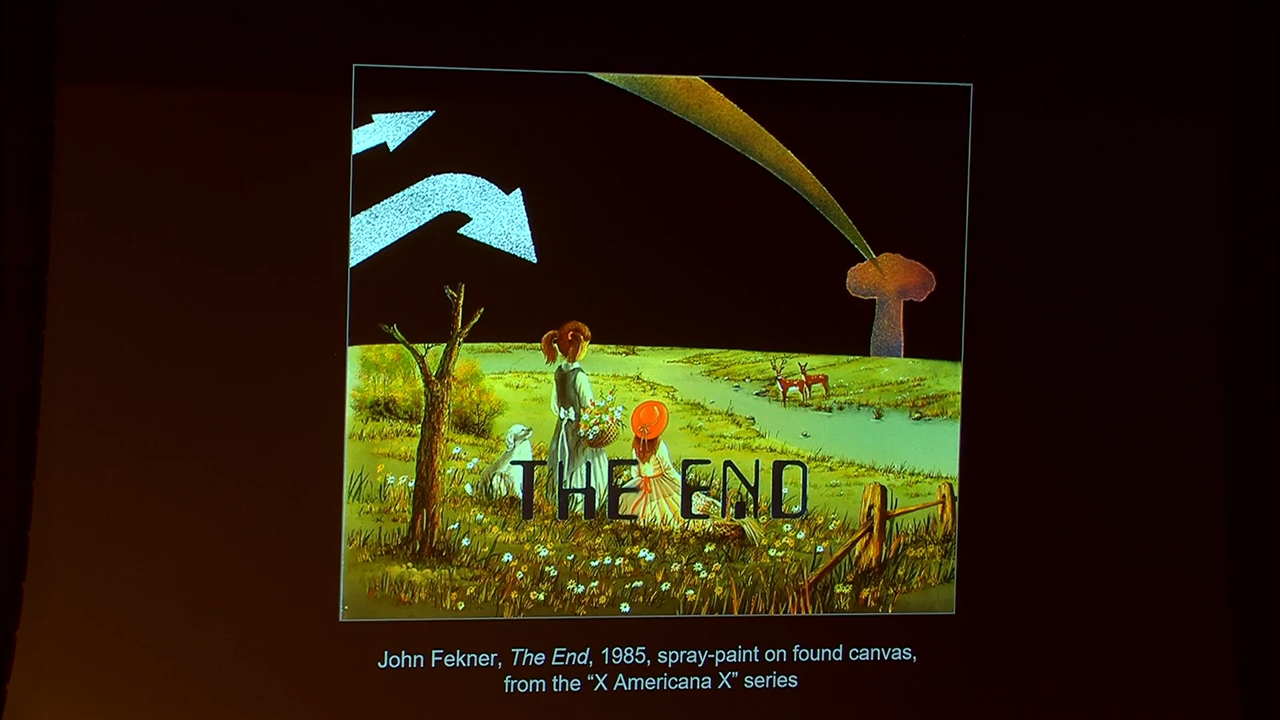 THE END
John Fekner, The End, 1985, spray-paint on found canvas,
from the “X Americana X” series